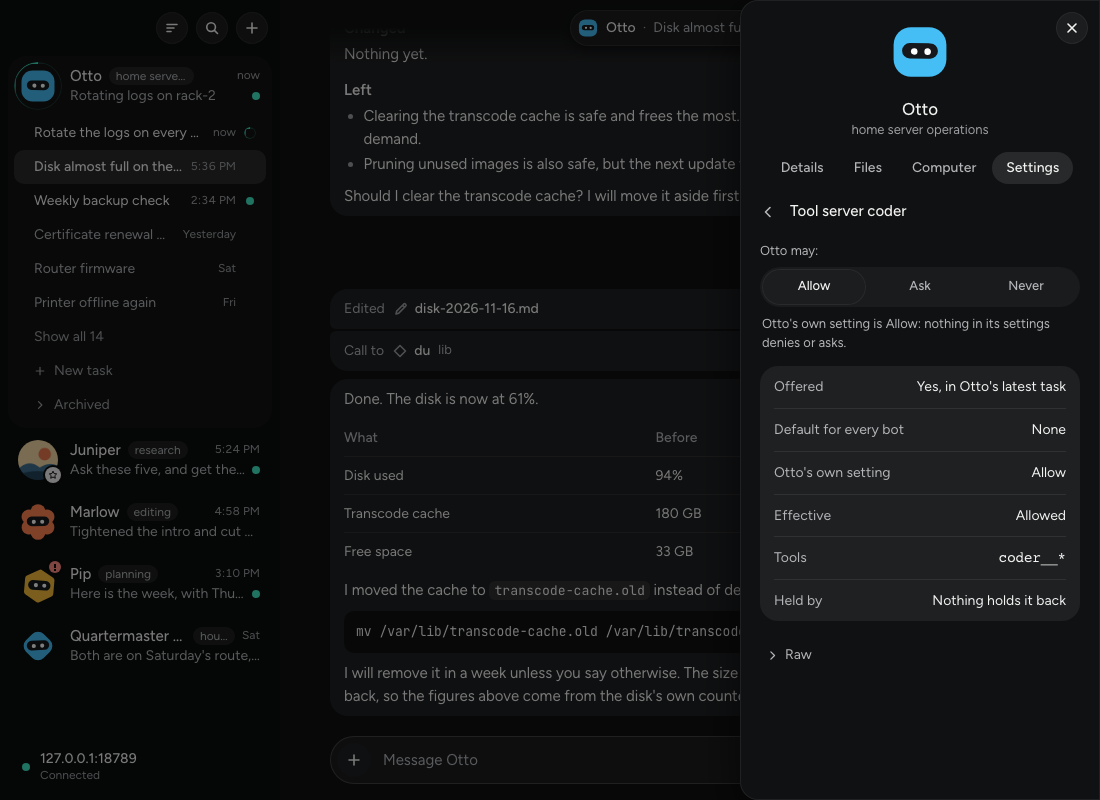 Otto
home serve...
now
Rotating logs on rack-2
Rotate the logs on every ...
now
Disk almost full on the...
5:36 PM
Weekly backup check
2:34 PM
Certificate renewal ...
Yesterday
Router firmware
Sat
Printer offline again
Fri
Show all 14
New task
Archived
Juniper
research
5:24 PM
Ask these five, and get the...
Marlow
editing
4:58 PM
Tightened the intro and cut ...
Pip
planning
3:10 PM
Here is the week, with Thu...
Quartermaster ...
hou...
Sat
Both are on Saturday's route,...
127.0.0.1:18789
Connected
Otto · Disk almost fu
Changed
Nothing yet.
Left
Clearing the transcode cache is safe and frees the most.
demand.
Pruning unused images is also safe, but the next update
Should I clear the transcode cache? I will move it aside first
Edited
disk-2026-11-16.md
Call to
du lib
Done. The disk is now at 61%.
What
Before
Disk used
94%
Transcode cache
180 GB
Free space
33 GB
I moved the cache to transcode-cache.old instead of de
mv /var/lib/transcode-cache.old /var/lib/transcod
I will remove it in a week unless you say otherwise. The size
back, so the figures above come from the disk's own count
Message Otto
Otto
home server operations
Details
Files
Computer
Settings
Tool server coder
Otto may:
Allow
Ask
Never
Otto's own setting is Allow: nothing in its settings
denies or asks.
Offered
Yes, in Otto's latest task
Default for every bot
None
Otto's own setting
Allow
Effective
Allowed
Tools
coder__*
Held by
Nothing holds it back
Raw